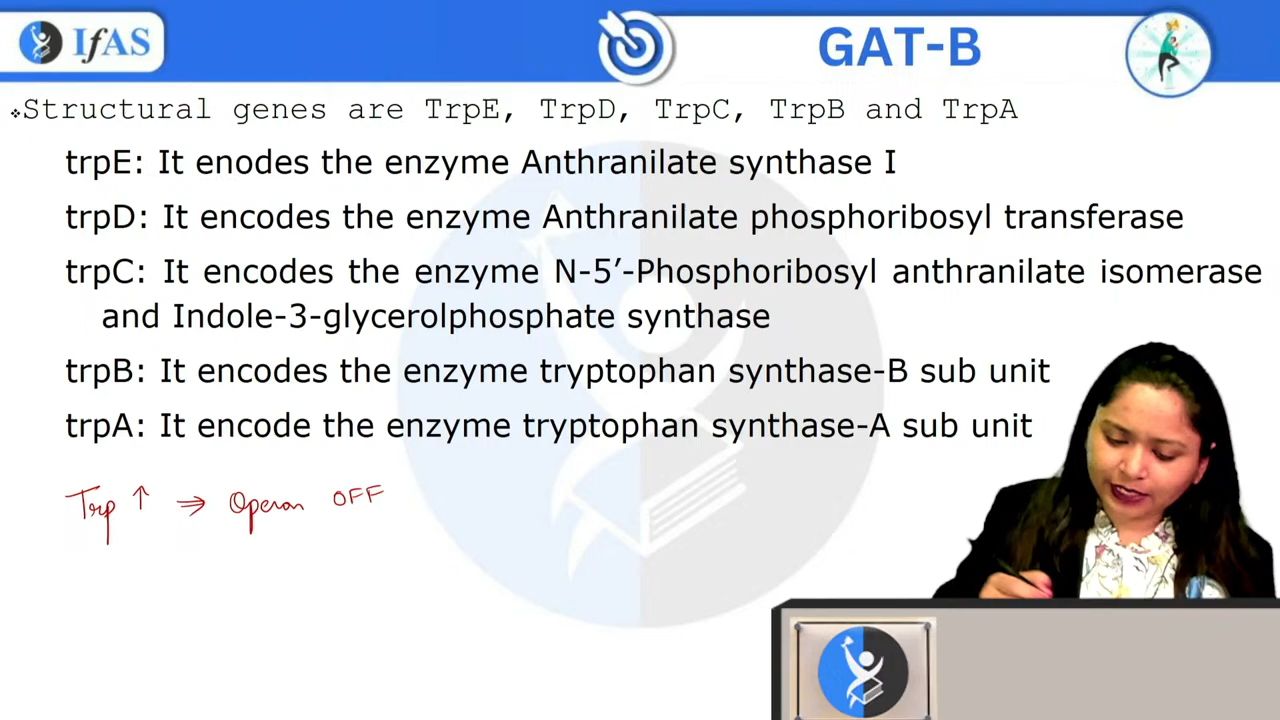 IfAS
GAT-B
❖Structural genes are TrpE, TrpD, TrpC, TrpB and TrpA
trpE: It enodes the enzyme Anthranilate synthase I
trpD: It encodes the enzyme Anthranilate phosphoribosyl transferase
trpC: It encodes the enzyme N-5′-Phosphoribosyl anthranilate isomerase
and Indole-3-glycerolphosphate synthase
trpB: It encodes the enzyme tryptophan synthase-B sub unit
trpA: It encode the enzyme tryptophan synthase-A sub unit
Trp ↑ ⇒ Operon OFF